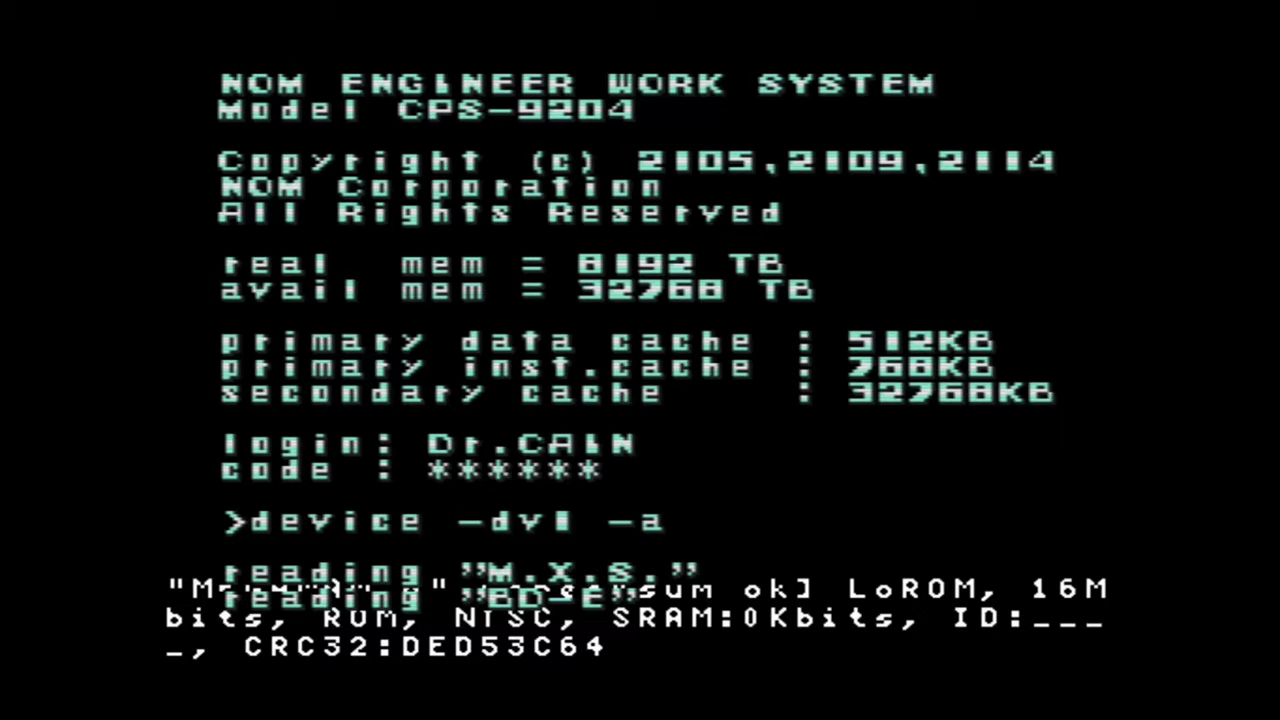 NOM ENGINEER WORK SYSTEM
Model CPS-9204
Copyright (c) 2105,2109,2114
NOM Corporation
All Rights Reserved
real mem = 8192 TB
avail mem = 32768 TB
primary data cache : 512KB
primary inst.cache : 768KB
secondary cache : 32768KB
login: Dr.CAIN
code : ******
>device -dvl -a
reading "M.X.S."
reading "BD-E"
ok] LoROM, 16M
bits, ROM, NTSC, SRAM:0Kbits, ID:___
_, CRC32:DED53C64